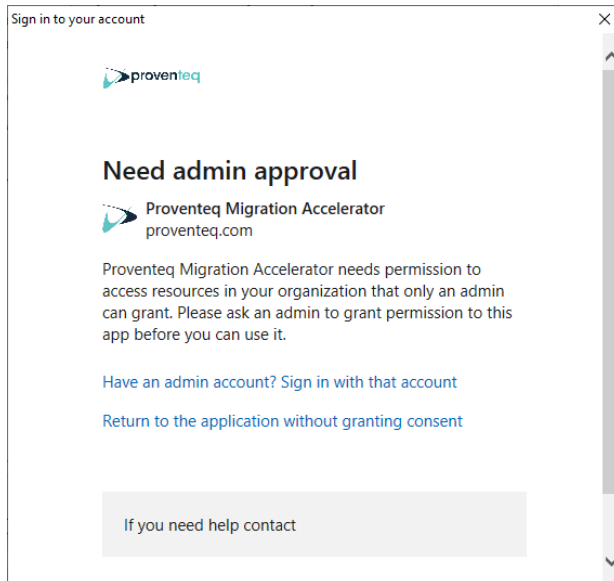 Sign in to your account
proventeq
Need admin approval
Proventeq Migration Accelerator
proventeq.com
Proventeq Migration Accelerator needs permission to
access resources in your organization that only an admin
can grant. Please ask an admin to grant permission to this
app before you can use it.
Have an admin account? Sign in with that account
Return to the application without granting consent
If you need help contact